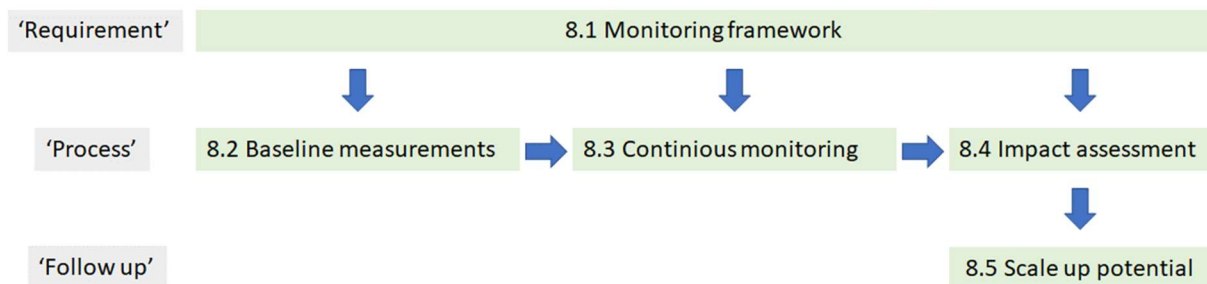 ‘Requirement’
8.1 Monitoring framework
‘Process’
8.2 Baseline measurements
8.3 Continious monitoring
8.4 Impact assessment
‘Follow up’
8.5 Scale up potential